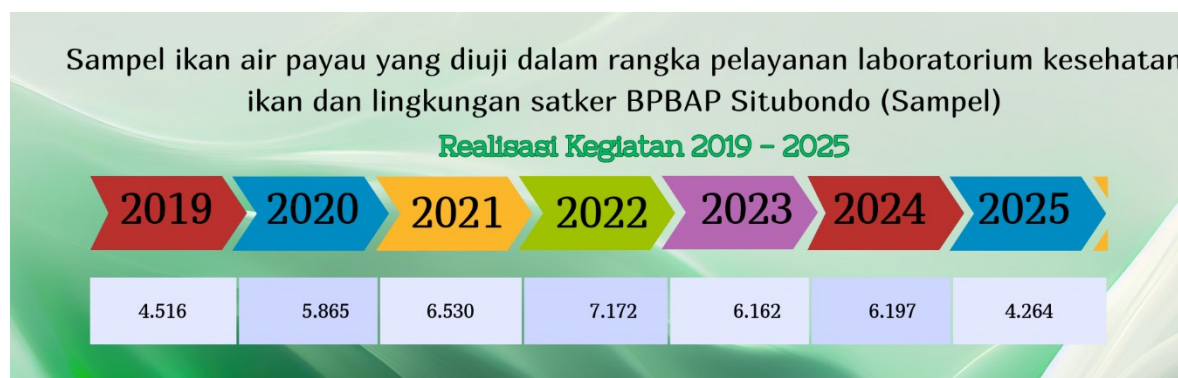 Sampel ikan air payau yang diuji dalam rangka pelayanan laboratorium kesehatan
ikan dan lingkungan satker BPBAP Situbondo (Sampel)
Realisasi Kegiatan 2019 – 2025
2019 2020 2021 2022 2023 2024 2025
4.516 5.865 6.530 7.172 6.162 6.197 4.264